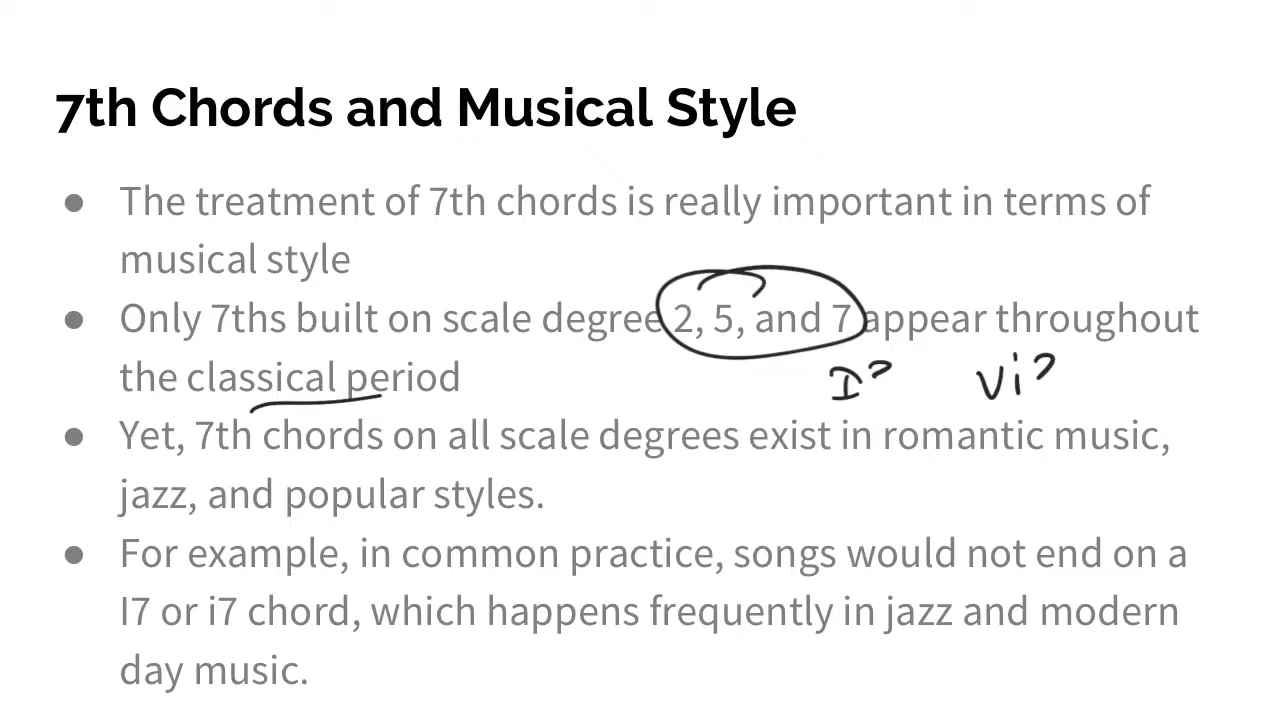 7th Chords and Musical Style
● The treatment of 7th chords is really important in terms of
musical style
● Only 7ths built on scale degree 2, 5, and 7 appear throughout
the classical period
I7 vi7
● Yet, 7th chords on all scale degrees exist in romantic music,
jazz, and popular styles.
● For example, in common practice, songs would not end on a
I7 or i7 chord, which happens frequently in jazz and modern
day music.